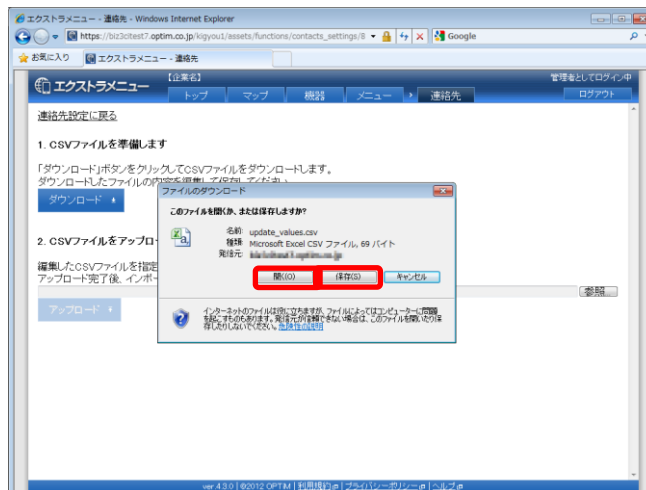 エクストラメニュー - 連絡先 - Windows Internet Explorer
https://biz3citest7.optim.co.jp/kigyou1/assets/functions/contacts_settings/8
Google
お気に入り
エクストラメニュー - 連絡先
エクストラメニュー
【企業名】
管理者としてログイン中
トップ
マップ
機器
メニュー
連絡先
ログアウト
連絡先設定に戻る
1. CSVファイルを準備します
「ダウンロード」ボタンをクリックしてCSVファイルをダウンロードします。
ダウンロードしたファイルの内容を編集して保存してください。
ダウンロード
ファイルのダウンロード
このファイルを開くか、または保存しますか?
名前: update_values.csv
種類: Microsoft Excel CSV ファイル, 69 バイト
発信元:
開く(O)
保存(S)
キャンセル
インターネットのファイルは役に立ちますが、ファイルによってはコンピューターに問題
を起こすものもあります。発信元が信頼できない場合は、このファイルを開いたり保
存したりしないでください。危険性の説明
2. CSVファイルをアップロー
編集したCSVファイルを指定
アップロード完了後、インポー
参照...
アップロード
ver.4.3.0 | ©2012 OPTiM | 利用規約 | プライバシーポリシー | ヘルプ